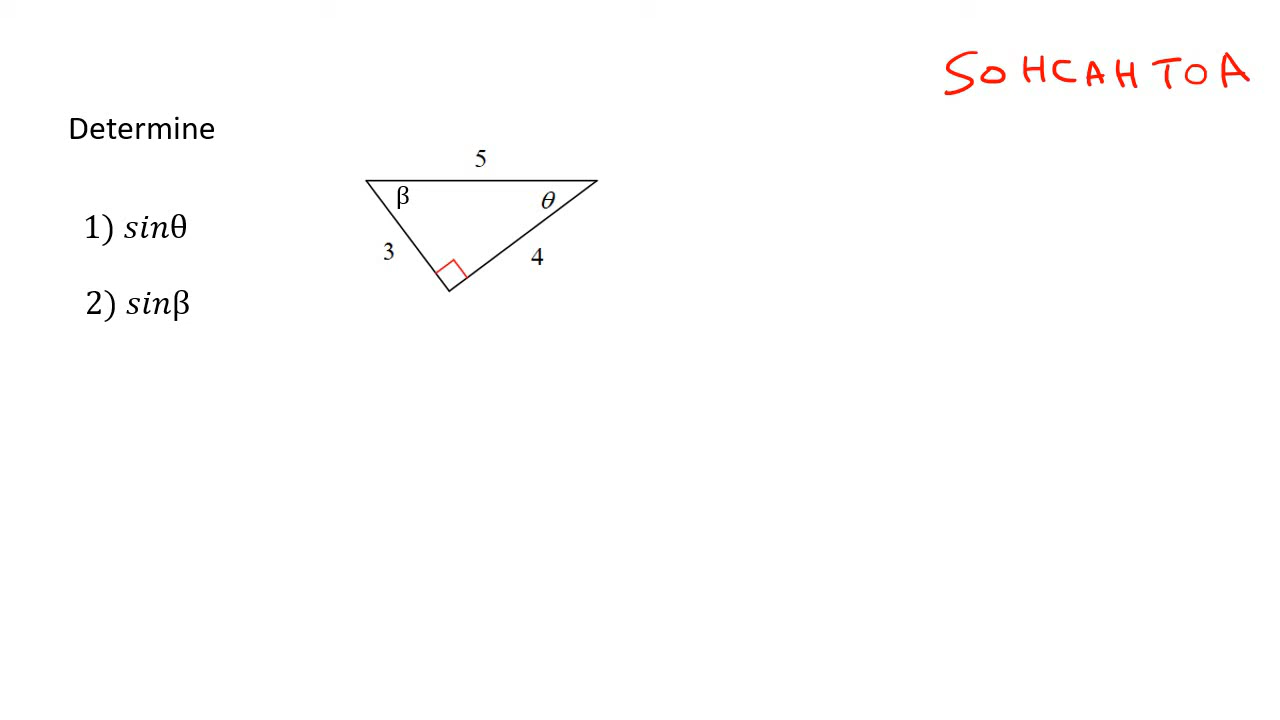 SOHCAHTOA
Determine
5
β
θ
1) sinθ
3
4
2) sinβ